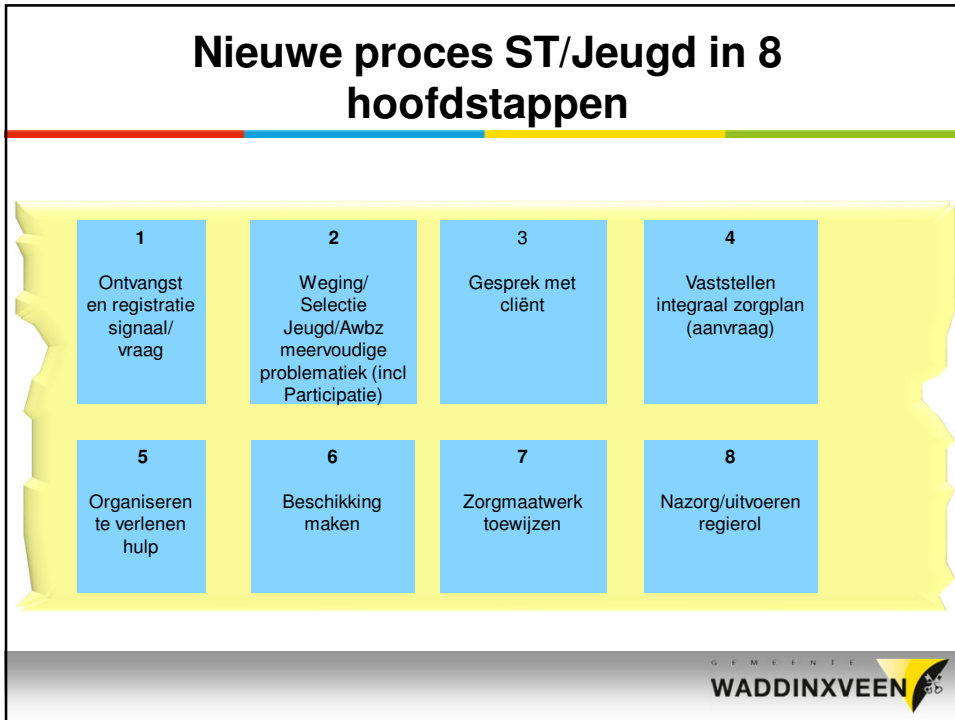 Nieuwe proces ST/Jeugd in 8
hoofdstappen
1
Ontvangst
en registratie
signaal/
vraag
2
Weging/
Selectie
Jeugd/Awbz
meervoudige
problematiek (incl
Participatie)
3
Gesprek met
cliënt
4
Vaststellen
integraal zorgplan
(aanvraag)
5
Organiseren
te verlenen
hulp
6
Beschikking
maken
7
Zorgmaatwerk
toewijzen
8
Nazorg/uitvoeren
regierol
GEMEENTE
WADDINXVEEN